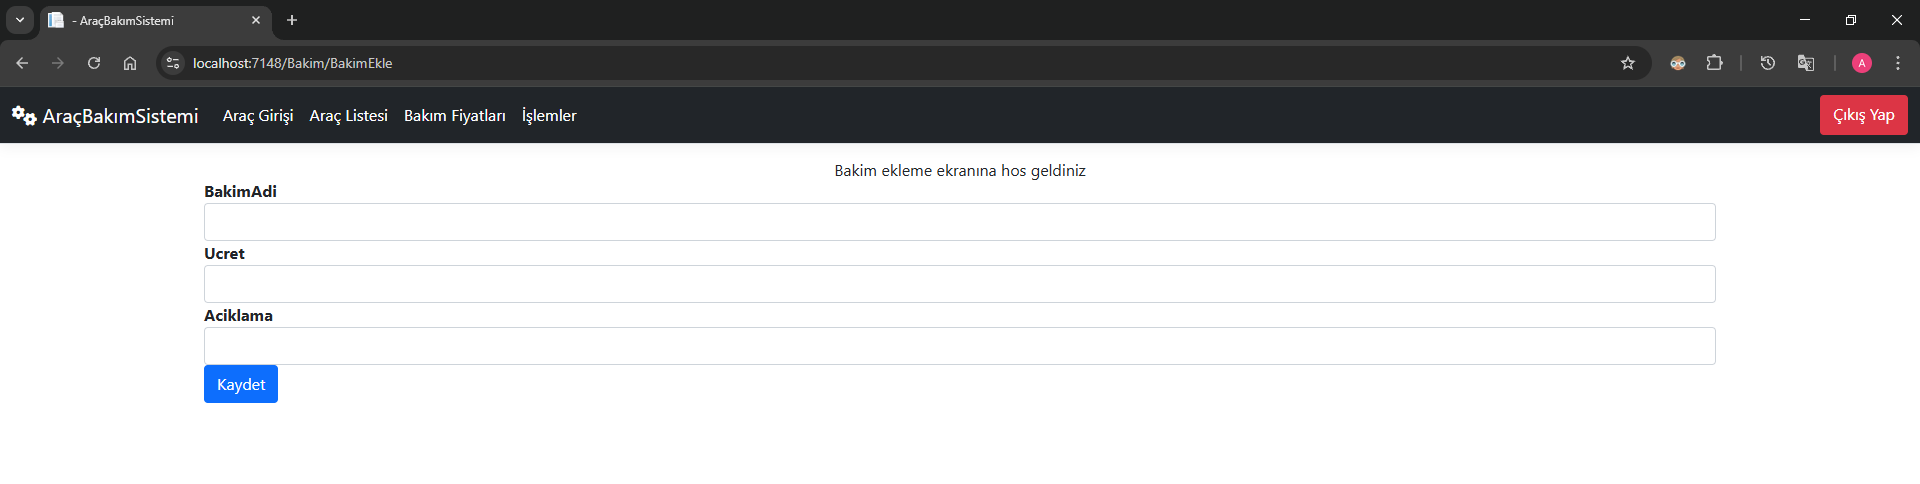 - AraçBakımSistemi
localhost:7148/Bakim/BakimEkle
A
AraçBakımSistemi Araç Girişi Araç Listesi Bakım Fiyatları İşlemler Çıkış Yap
Bakim ekleme ekranına hos geldiniz
BakimAdi
Ucret
Aciklama
Kaydet